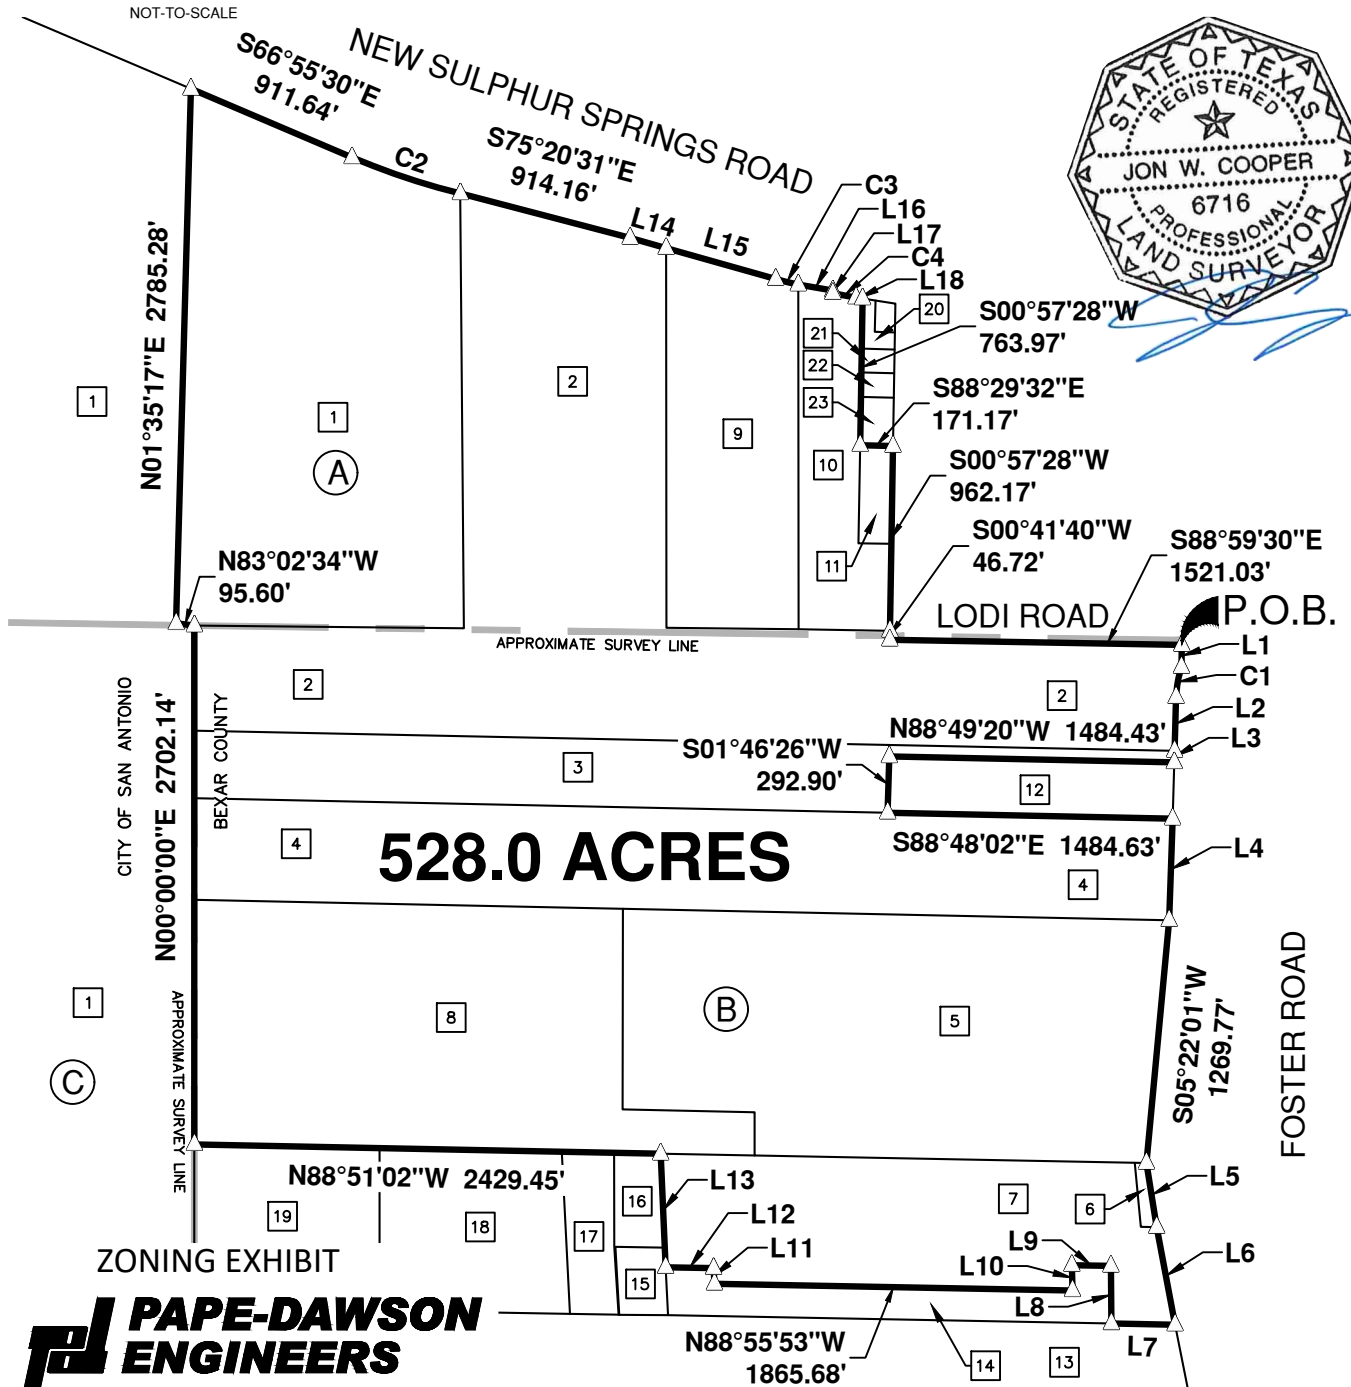 NOT-TO-SCALE
S66°55'30"E
911.64'
NEW SULPHUR SPRINGS ROAD
C2
S75°20'31"E
914.16'
L14
L15
C3
L16
L17
C4
L18
STATE OF TEXAS
REGISTERED
JON W. COOPER
6716
PROFESSIONAL
LAND SURVEYOR
N01°35'17"E 2785.28'
1
1
A
2
9
10
20
21
22
23
11
S00°57'28"W
763.97'
S88°29'32"E
171.17'
S00°57'28"W
962.17'
S00°41'40"W
46.72'
S88°59'30"E
1521.03'
N83°02'34"W
95.60'
LODI ROAD
P.O.B.
APPROXIMATE SURVEY LINE
L1
C1
L2
L3
CITY OF SAN ANTONIO
N00°00'00"E 2702.14'
BEXAR COUNTY
2
2
N88°49'20"W 1484.43'
S01°46'26"W
292.90'
3
12
4
528.0 ACRES
S88°48'02"E 1484.63'
L4
4
1
C
APPROXIMATE SURVEY LINE
8
B
5
S05°22'01"W
1269.77'
FOSTER ROAD
N88°51'02"W 2429.45'
L13
16
7
6
L5
19
18
17
L12
L11
L9
L10
L6
15
L8
L7
N88°55'53"W
1865.68'
14
13
ZONING EXHIBIT
PAPE-DAWSON
ENGINEERS